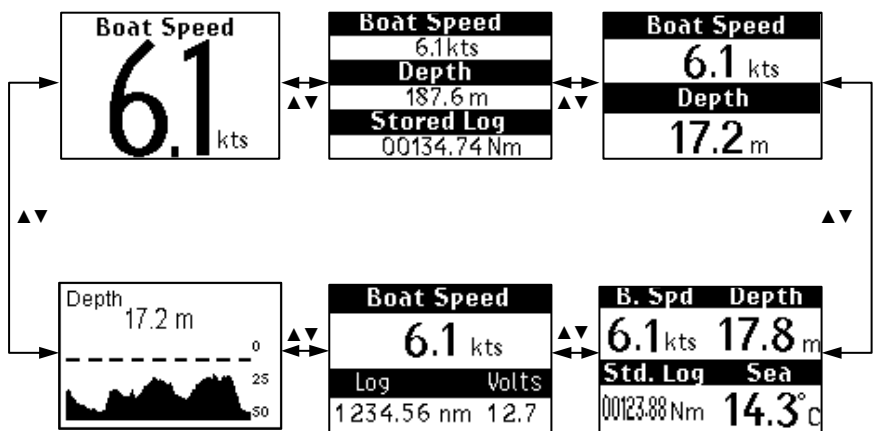 Boat Speed
6.1 kts
Boat Speed
6.1kts
Depth
187.6 m
Stored Log
00134.74 Nm
Boat Speed
6.1 kts
Depth
17.2 m
▲▼
▲▼
▲▼
▲▼
Depth
17.2 m
0
25
50
▲▼
Boat Speed
6.1 kts
Log Volts
1234.56 nm 12.7
▲▼
B. Spd Depth
6.1kts 17.8 m
Std. Log Sea
00123.88 Nm 14.3°c